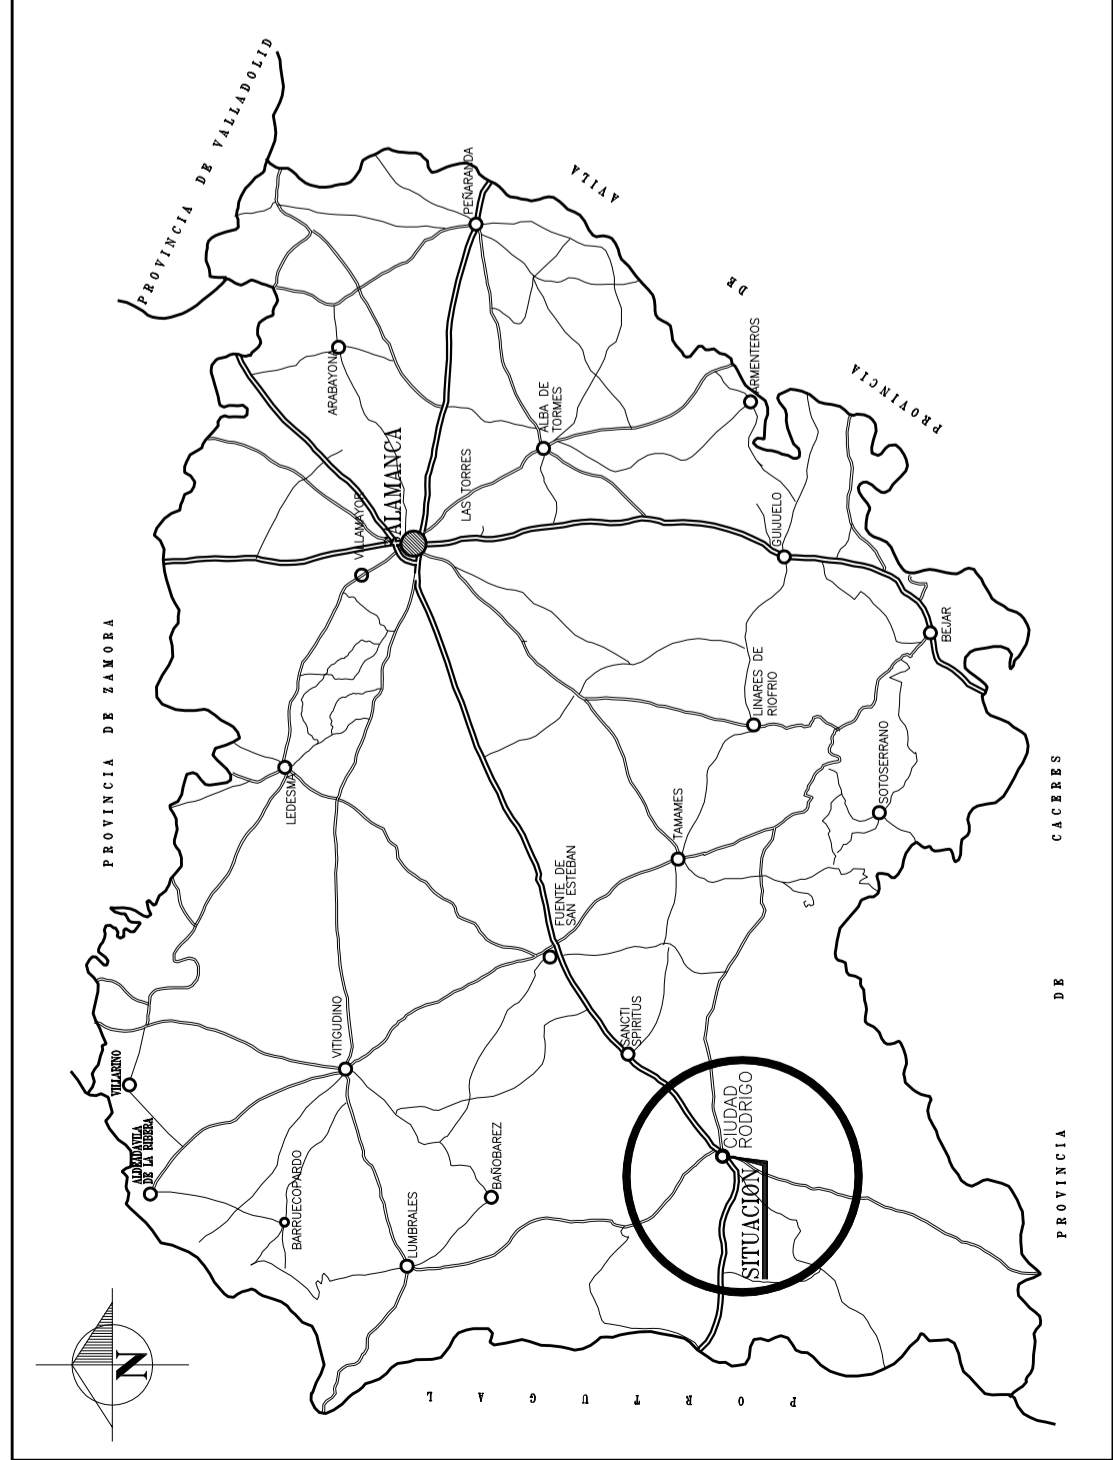 PROVINCIA DE VALLADOLID
AVILA
DE
PROVINCIA
PROVINCIA DE ZAMORA
PEÑARANDA
ARABAYONA
ALBA DE
TORMES
ARMENTEROS
SALAMANCA
LAS TORRES
VILLAMAYOR
GUIJUELO
BEJAR
LINARES DE
RIOFRIO
SOTOSERRANO
LEDESMA
TAMAMES
FUENTE DE
SAN ESTEBAN
VITIGUDINO
SANCTI
SPIRITUS
VILLARINO
ALDEADAVILA
DE LA RIBERA
BARRUECOPARDO
BAÑOBAREZ
LUMBRALES
CIUDAD
RODRIGO
SITUACION
PROVINCIA DE CACERES
PORTUGAL
N